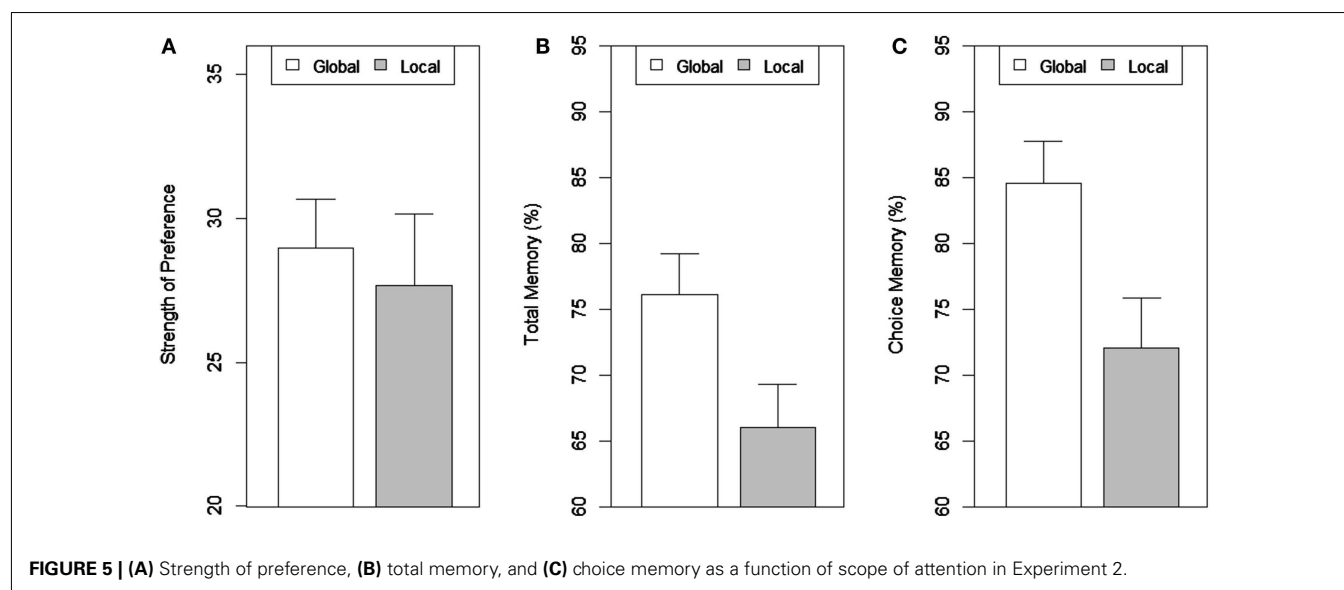 A
Global Local
35
30
25
20
Strength of Preference
B
Global Local
95
90
85
80
75
70
65
60
Total Memory (%)
C
Global Local
95
90
85
80
75
70
65
60
Choice Memory (%)
FIGURE 5 | (A) Strength of preference, (B) total memory, and (C) choice memory as a function of scope of attention in Experiment 2.